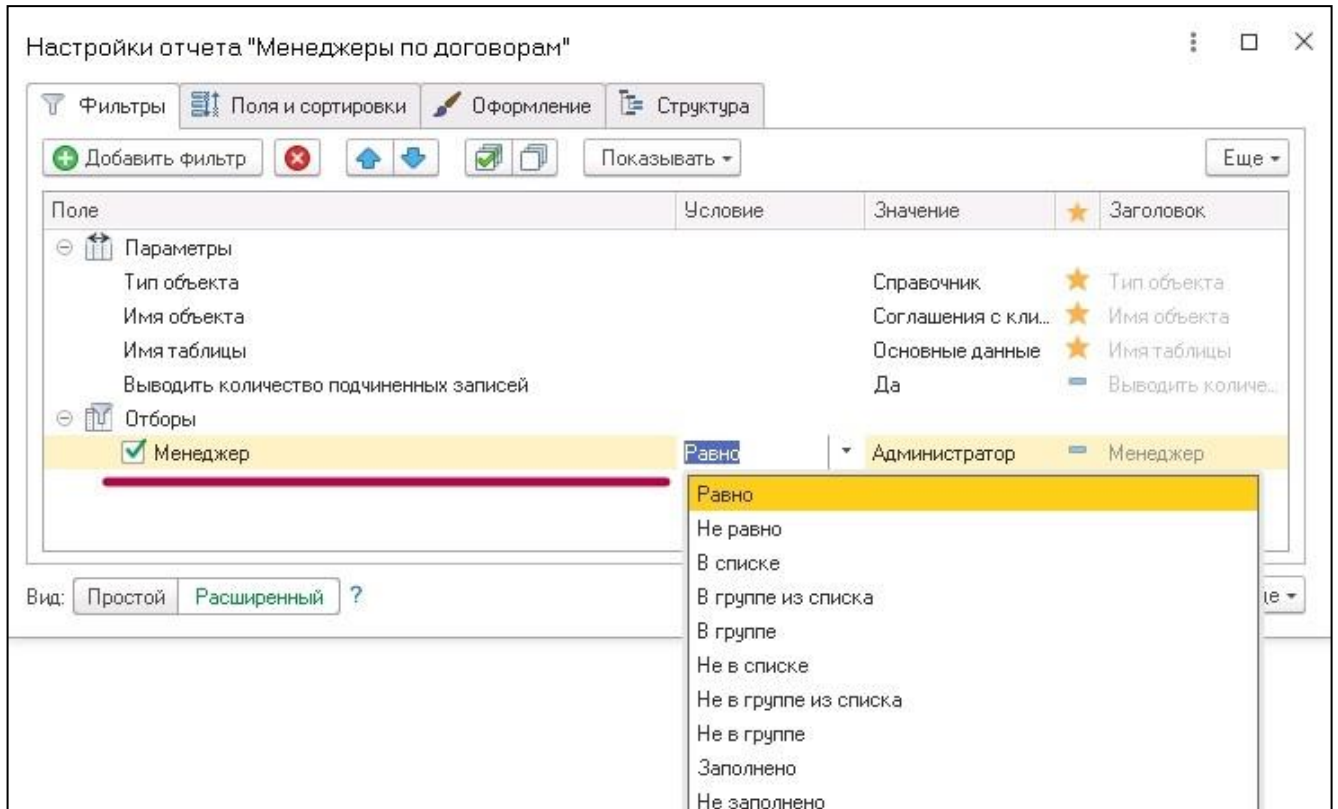 Настройки отчета "Менеджеры по договорам"
Фильтры Поля и сортировки Оформление Структура
Добавить фильтр Показывать Еще
Поле Условие Значение Заголовок
Параметры
Тип объекта Справочник Тип объекта
Имя объекта Соглашения с кли... Имя объекта
Имя таблицы Основные данные Имя таблицы
Выводить количество подчиненных записей Да Выводить количе...
Отборы
Менеджер Равно Администратор Менеджер
Равно
Не равно
В списке
Вид: Простой Расширенный ? ще
В группе из списка
В группе
Не в списке
Не в группе из списка
Не в группе
Заполнено
Не заполнено